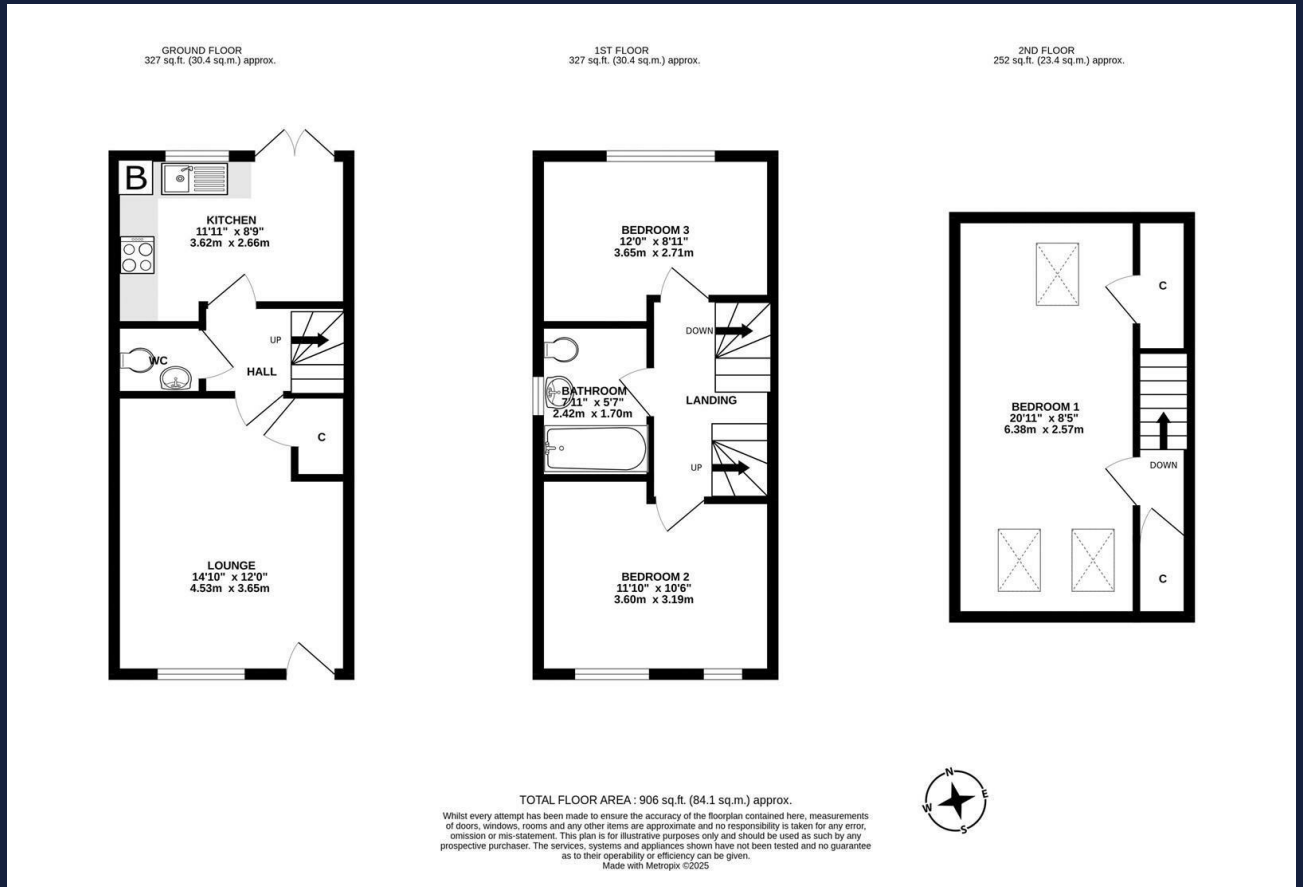 GROUND FLOOR
327 sq.ft. (30.4 sq.m.) approx.
B
KITCHEN
11'11" x 8'9"
3.62m x 2.66m
UP
WC
HALL
C
LOUNGE
14'10" x 12'0"
4.53m x 3.65m
1ST FLOOR
327 sq.ft. (30.4 sq.m.) approx.
BEDROOM 3
12'0" x 8'11"
3.65m x 2.71m
DOWN
BATHROOM
7'11" x 5'7"
2.42m x 1.70m
LANDING
UP
BEDROOM 2
11'10" x 10'6"
3.60m x 3.19m
2ND FLOOR
252 sq.ft. (23.4 sq.m.) approx.
C
BEDROOM 1
20'11" x 8'5"
6.38m x 2.57m
DOWN
C
TOTAL FLOOR AREA : 906 sq.ft. (84.1 sq.m.) approx.
Whilst every attempt has been made to ensure the accuracy of the floorplan contained here, measurements
of doors, windows, rooms and any other items are approximate and no responsibility is taken for any error,
omission or mis-statement. This plan is for illustrative purposes only and should be used as such by any
prospective purchaser. The services, systems and appliances shown have not been tested and no guarantee
as to their operability or efficiency can be given.
Made with Metropix ©2025
N
E
W
S